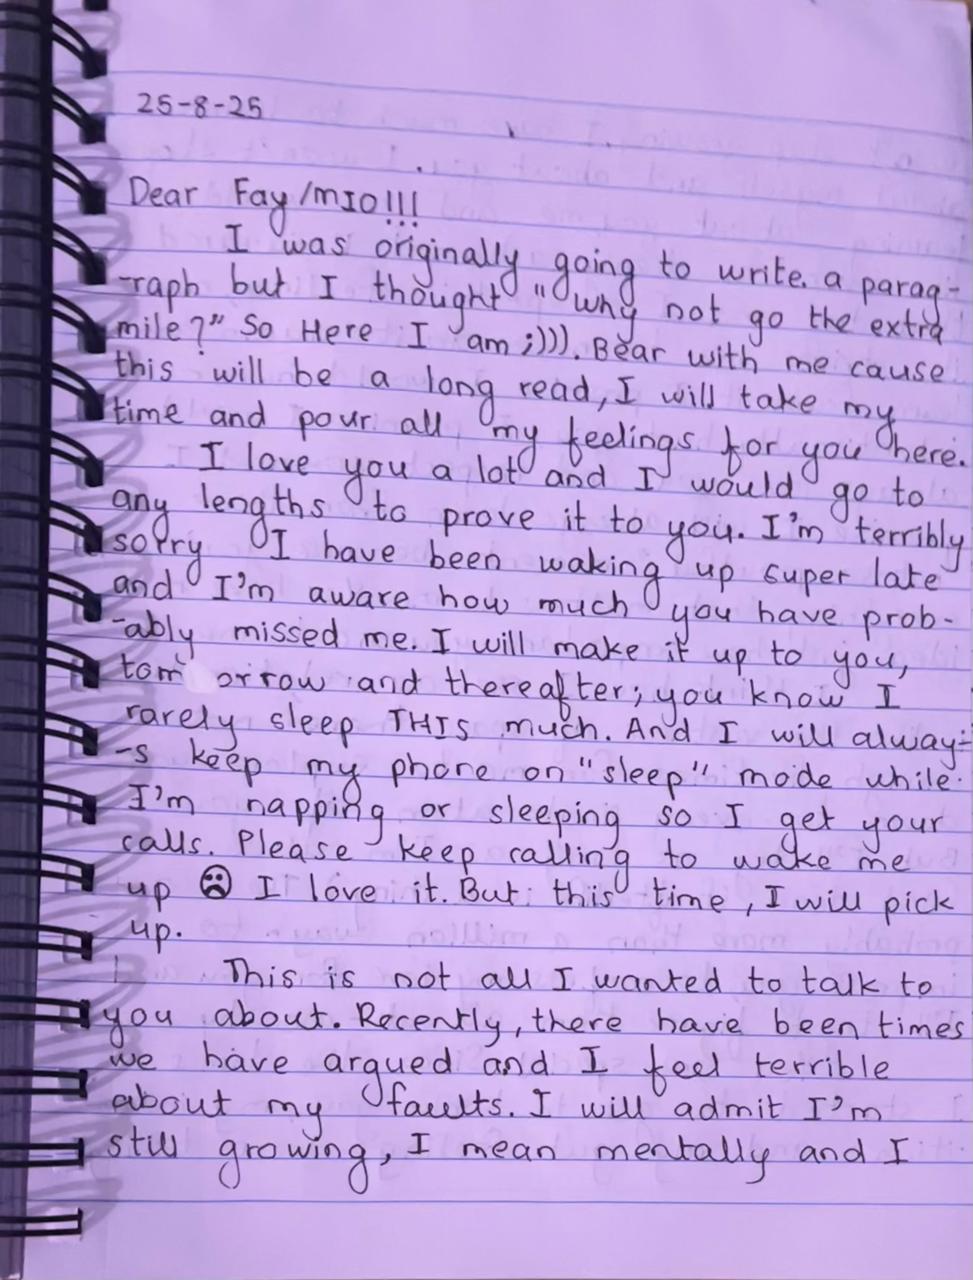 25-8-25
Dear Fay/MIO!!!
I was originally going to write a parag-
-raph but I thought "why not go the extra
mile?" So Here I am ;))). Bear with me cause
this will be a long read, I will take my
time and pour all my feelings for you here.
I love you a lot and I would go to
any lengths to prove it to you. I'm terribly
sorry I have been waking up super late
and I'm aware how much you have prob-
-ably missed me. I will make it up to you,
tom orrow and thereafter; you know I
rarely sleep THIS much. And I will alway-
-s keep my phone on "sleep" mode while
I'm napping or sleeping so I get your
calls. Please keep calling to wake me
up ☹ I love it. But this time, I will pick
up.
This is not all I wanted to talk to
you about. Recently, there have been times
we have argued and I feel terrible
about my faults. I will admit I'm
still growing, I mean mentally and I